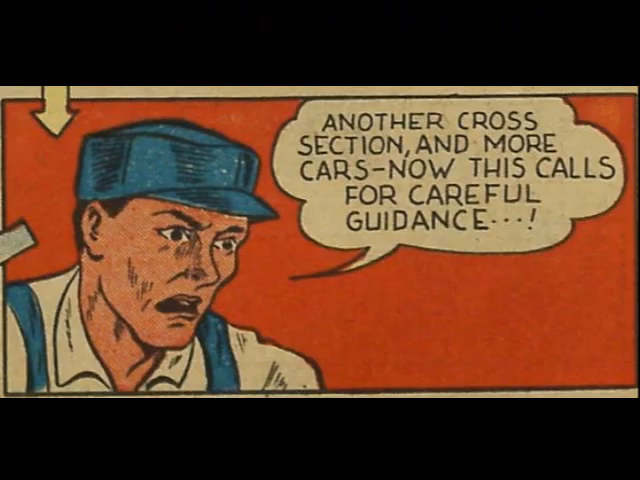 ANOTHER CROSS
SECTION, AND MORE
CARS-NOW THIS CALLS
FOR CAREFUL
GUIDANCE...!